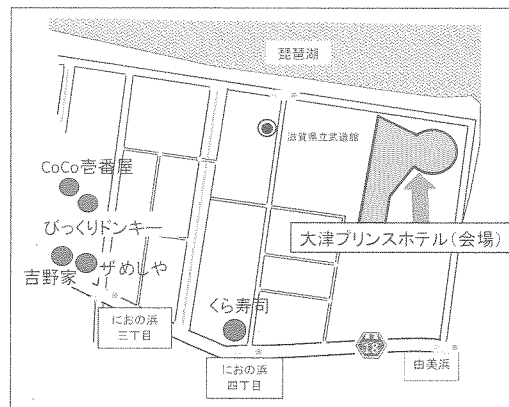 琵琶湖
滋賀県立武道館
CoCo壱番屋
びっくりドンキー
大津プリンスホテル(会場)
吉野家
ザめしや
くら寿司
におの浜
三丁目
におの浜
四丁目
18
由美浜